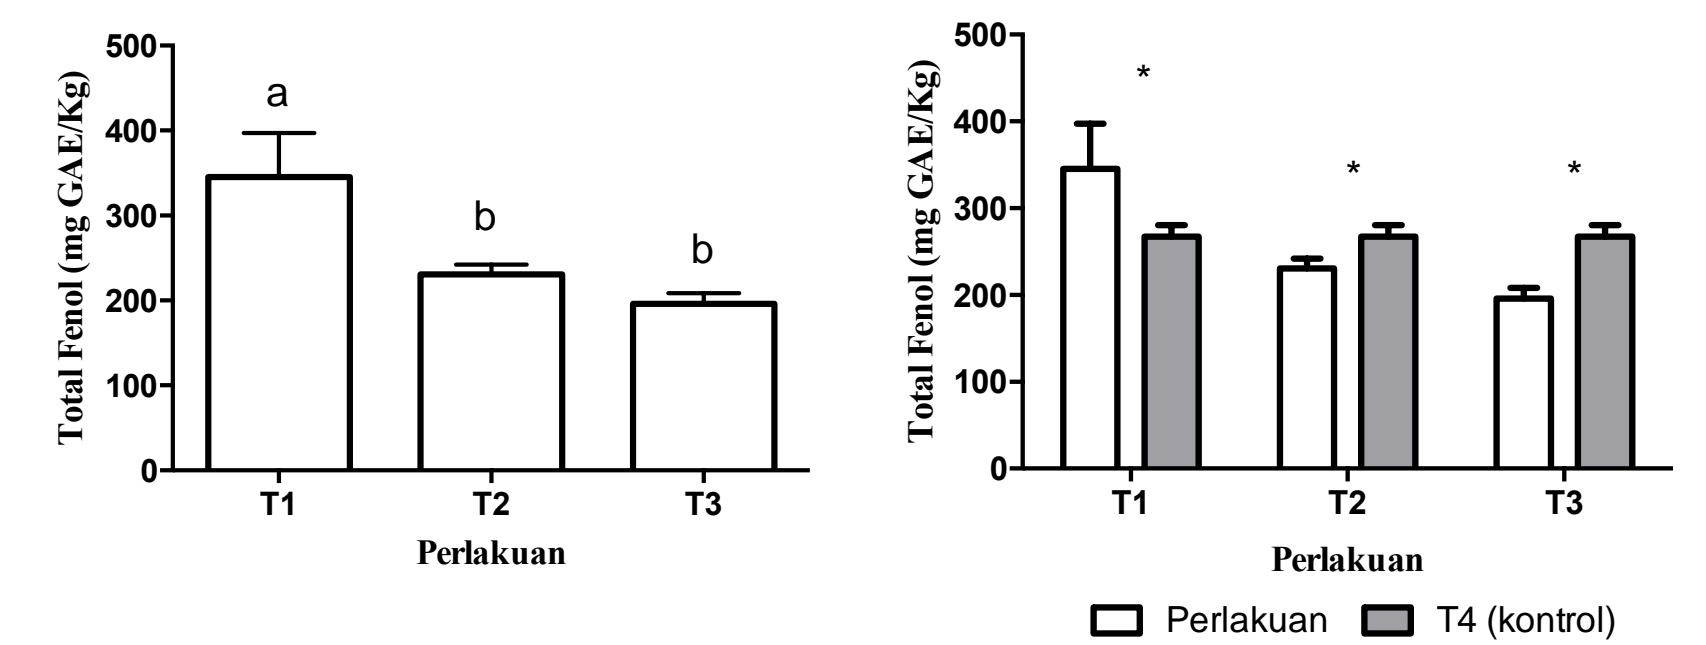 Total Fenol (mg GAE/Kg)
500
400
300
200
100
0
a
b
b
T1 T2 T3
Perlakuan
Total Fenol (mg GAE/Kg)
500
400
300
200
100
0
*
*
*
T1 T2 T3
Perlakuan
Perlakuan T4 (kontrol)